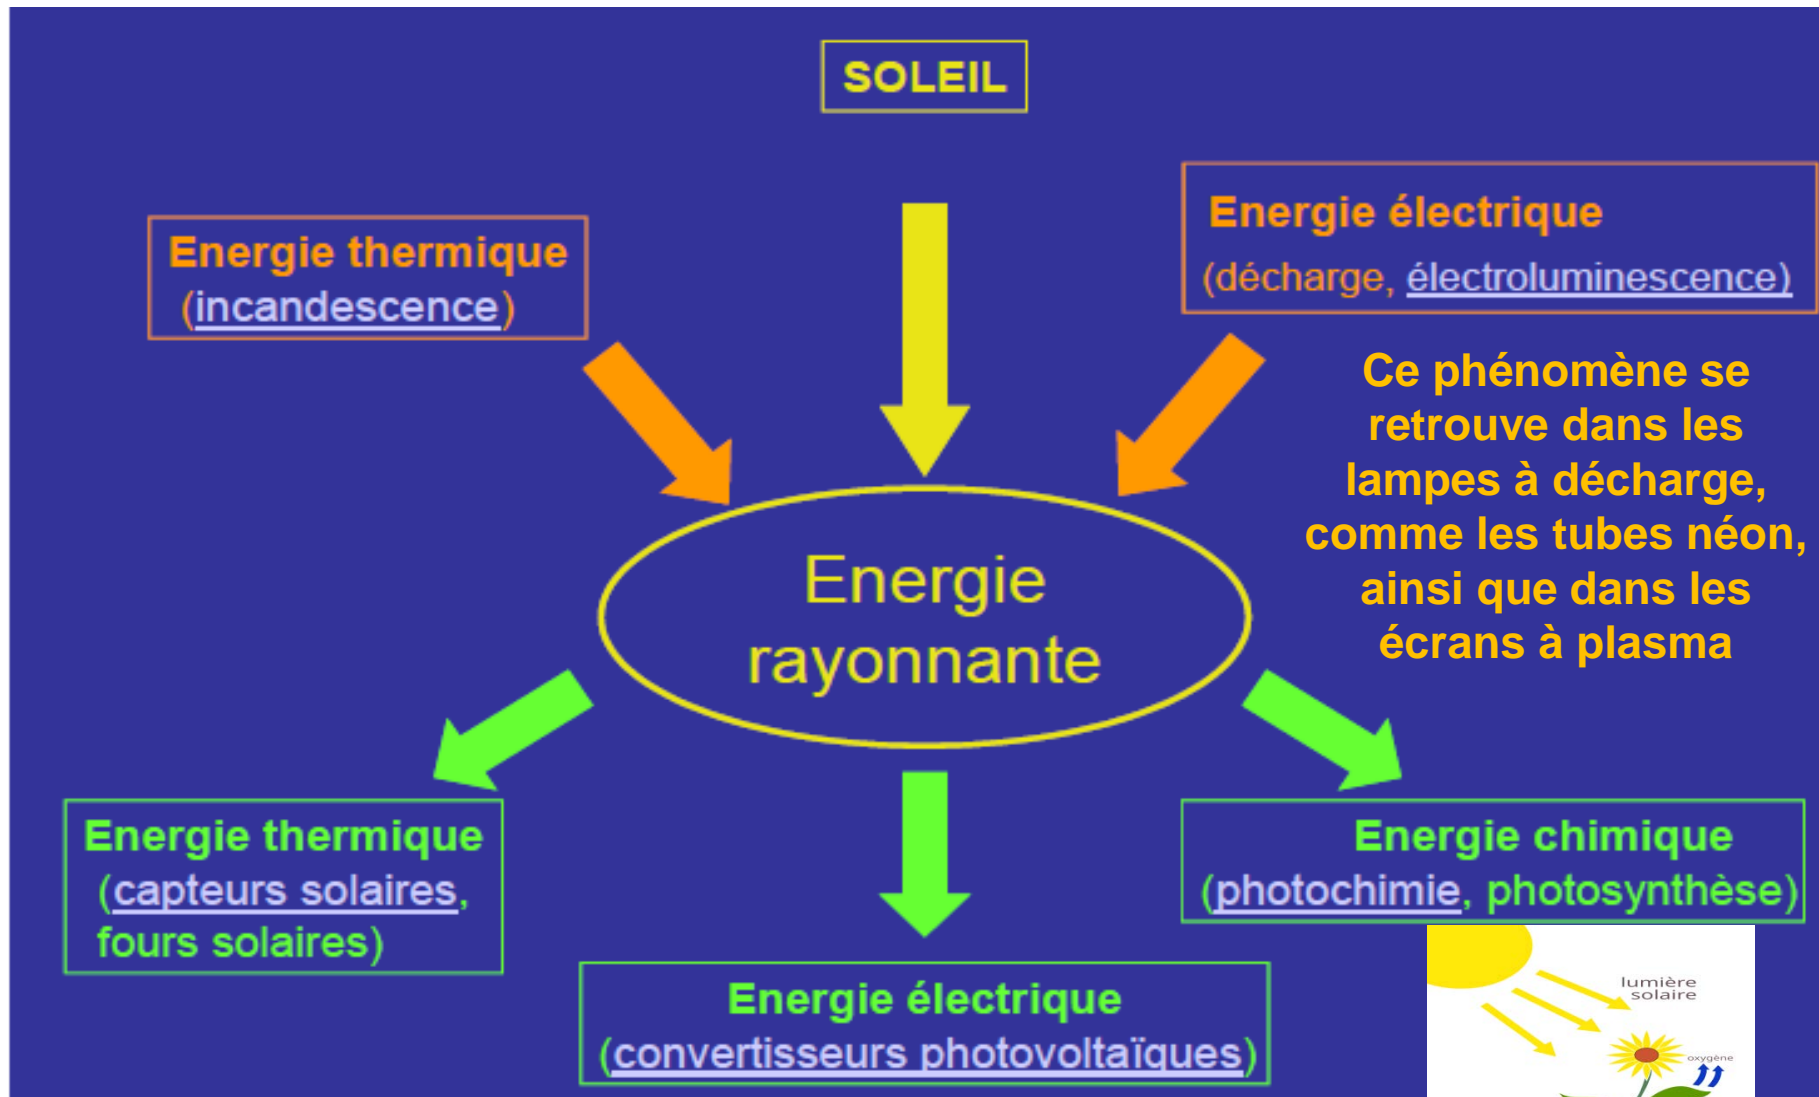 SOLEIL
Energie thermique
(incandescence)
Energie électrique
(décharge, électroluminescence)
Ce phénomène se
retrouve dans les
lampes à décharge,
comme les tubes néon,
ainsi que dans les
écrans à plasma
Energie
rayonnante
Energie thermique
(capteurs solaires,
fours solaires)
Energie électrique
(convertisseurs photovoltaïques)
Energie chimique
(photochimie, photosynthèse)
lumière
solaire
oxygène